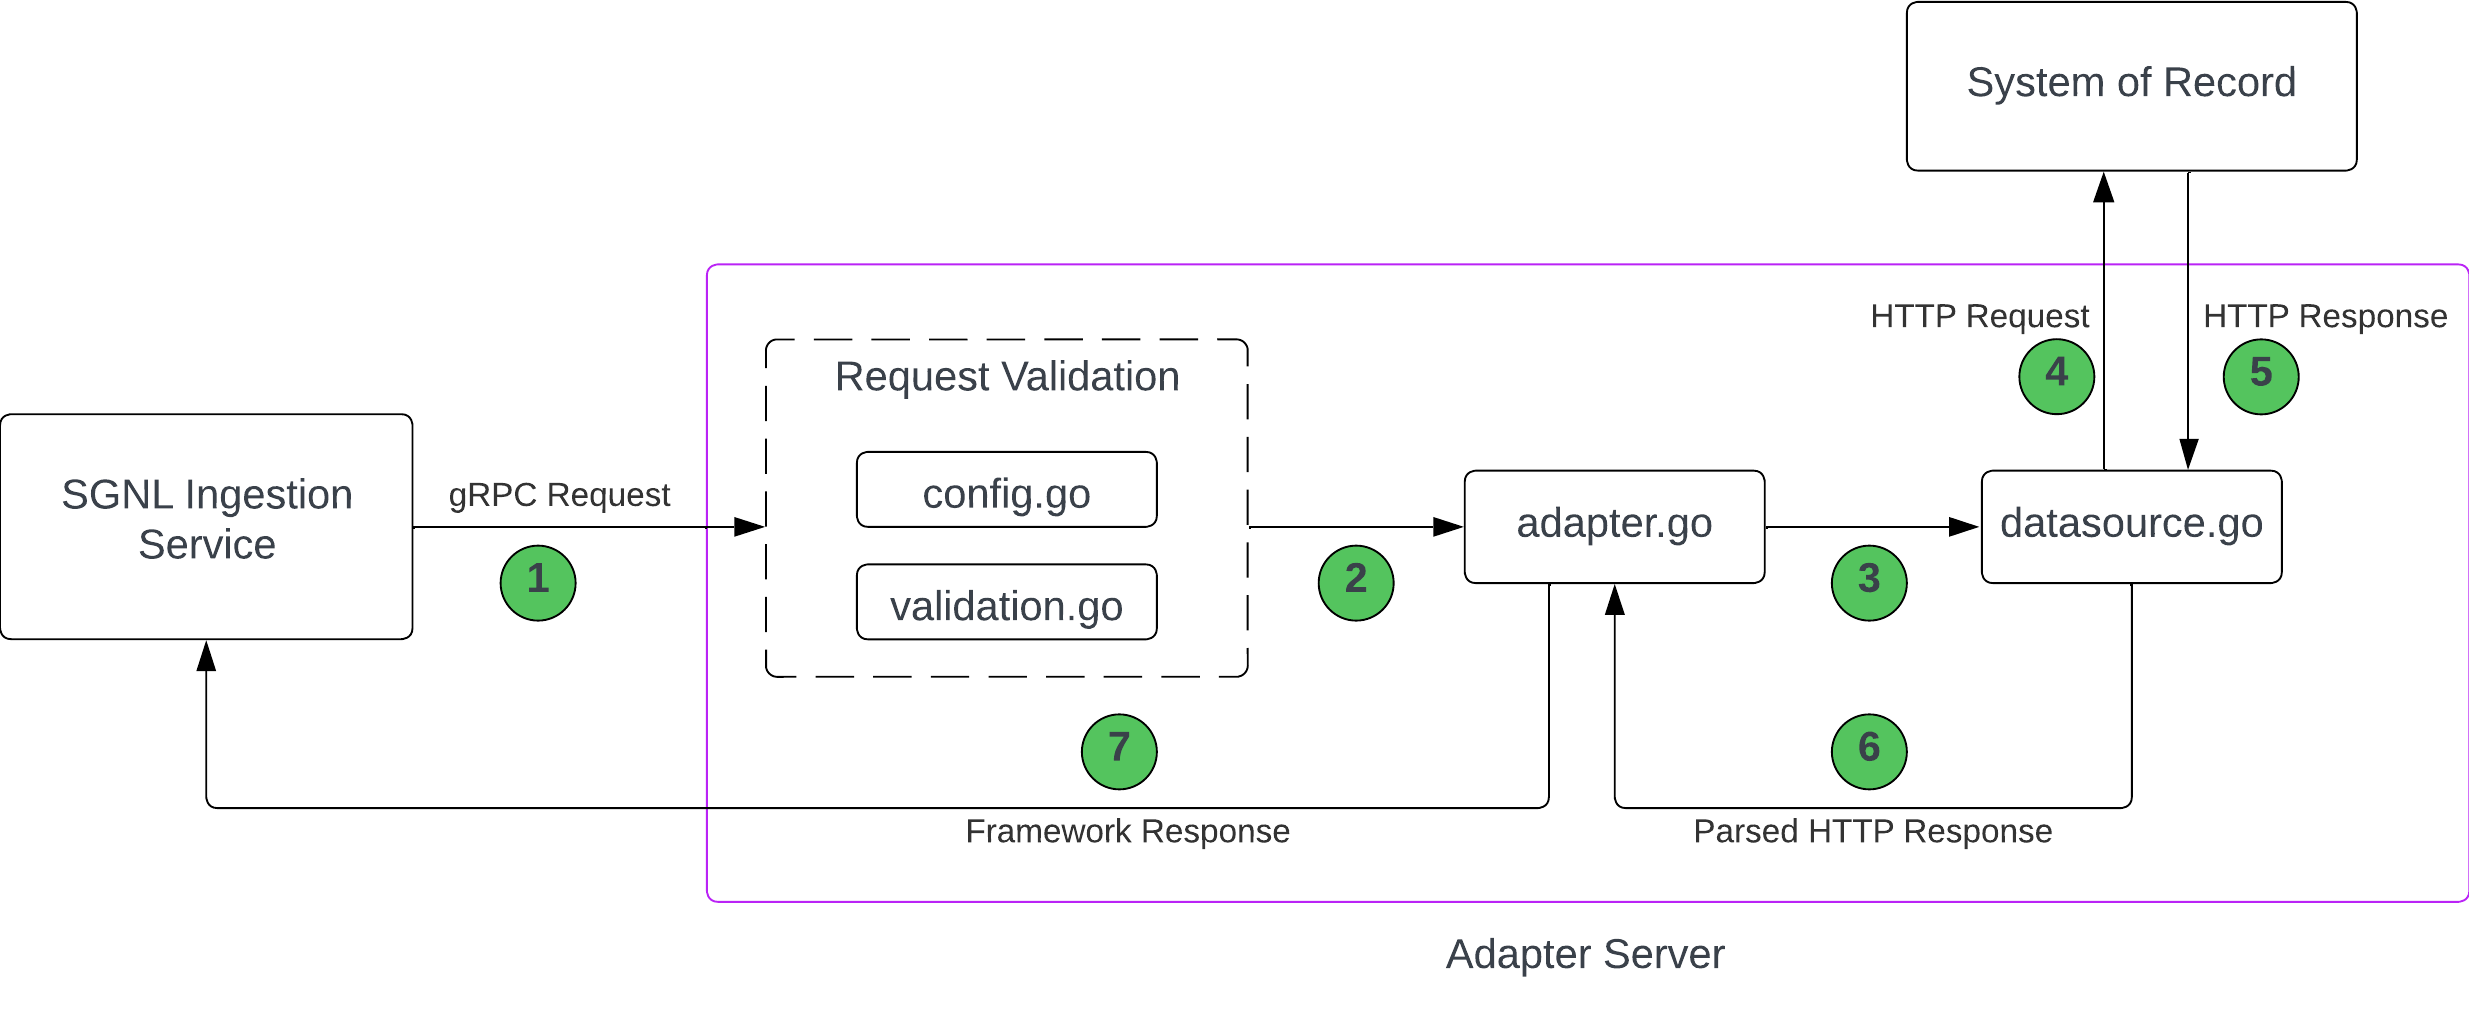 System of Record
HTTP Request
HTTP Response
4
5
Request Validation
config.go
validation.go
SGNL Ingestion
Service
gRPC Request
1
2
adapter.go
3
datasource.go
7
6
Framework Response
Parsed HTTP Response
Adapter Server